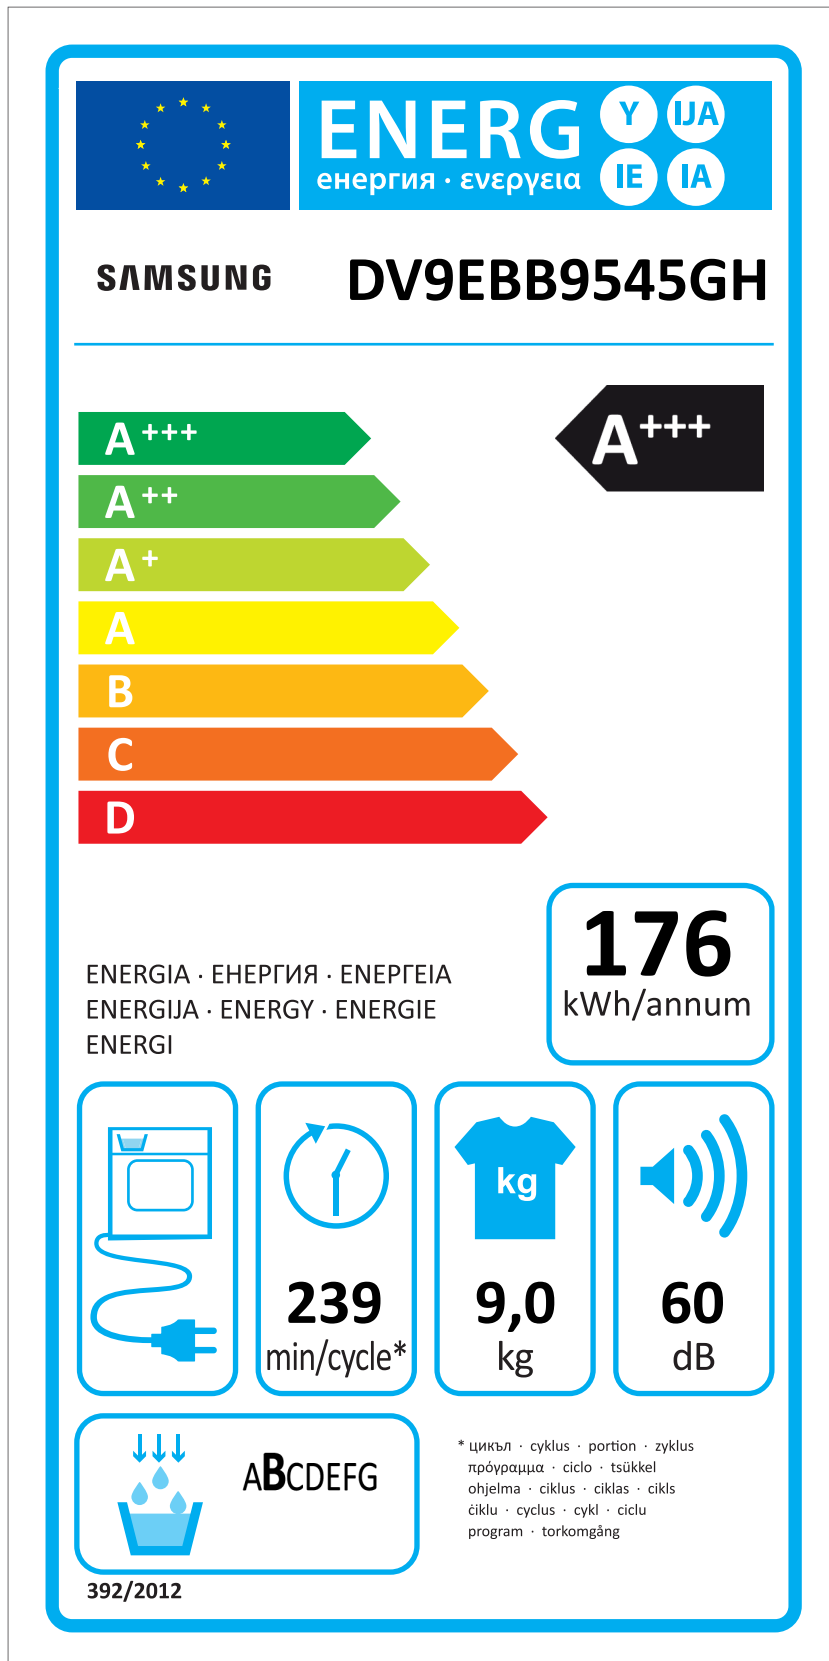 ENERG Y IJA
енергия · ενεργεια IE IA
SAMSUNG DV9EBB9545GH
A+++ A+++
A++
A+
A
B
C
D
176
kWh/annum
ENERGIA · ЕНЕРГИЯ · ΕΝΕΡΓΕΙΑ
ENERGIJA · ENERGY · ENERGIE
ENERGI
kg
239 9,0 60
min/cycle* kg dB
ABCDEFG
* цикъл · cyklus · portion · zyklus
πρόγραμμα · ciclo · tsükkel
ohjelma · ciklus · ciklas · cikls
ċiklu · cyclus · cykl · ciclu
program · torkomgång
392/2012